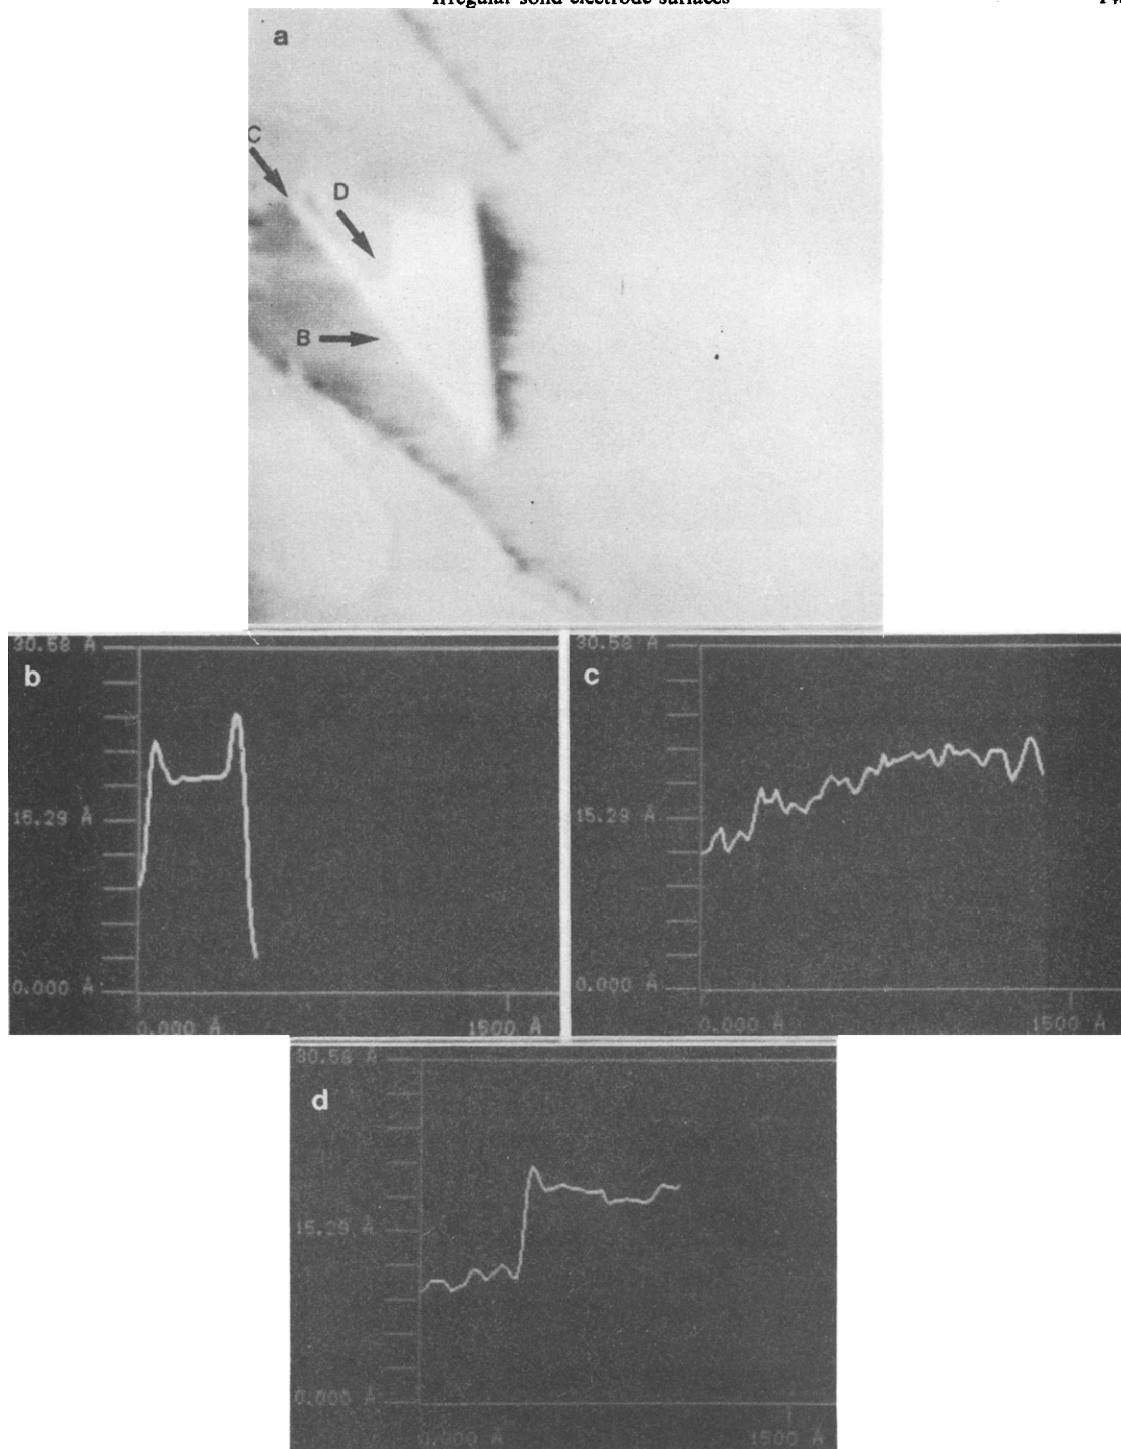 Irregular solid electrode surfaces
a
C
D
B
30.58 Å
b
15.29 Å
0.000 Å
0.000 Å
1500 Å
30.58 Å
c
15.29 Å
0.000 Å
0.000 Å
1500 Å
30.58 Å
d
15.29 Å
0.000 Å
0.000 Å
1500 Å